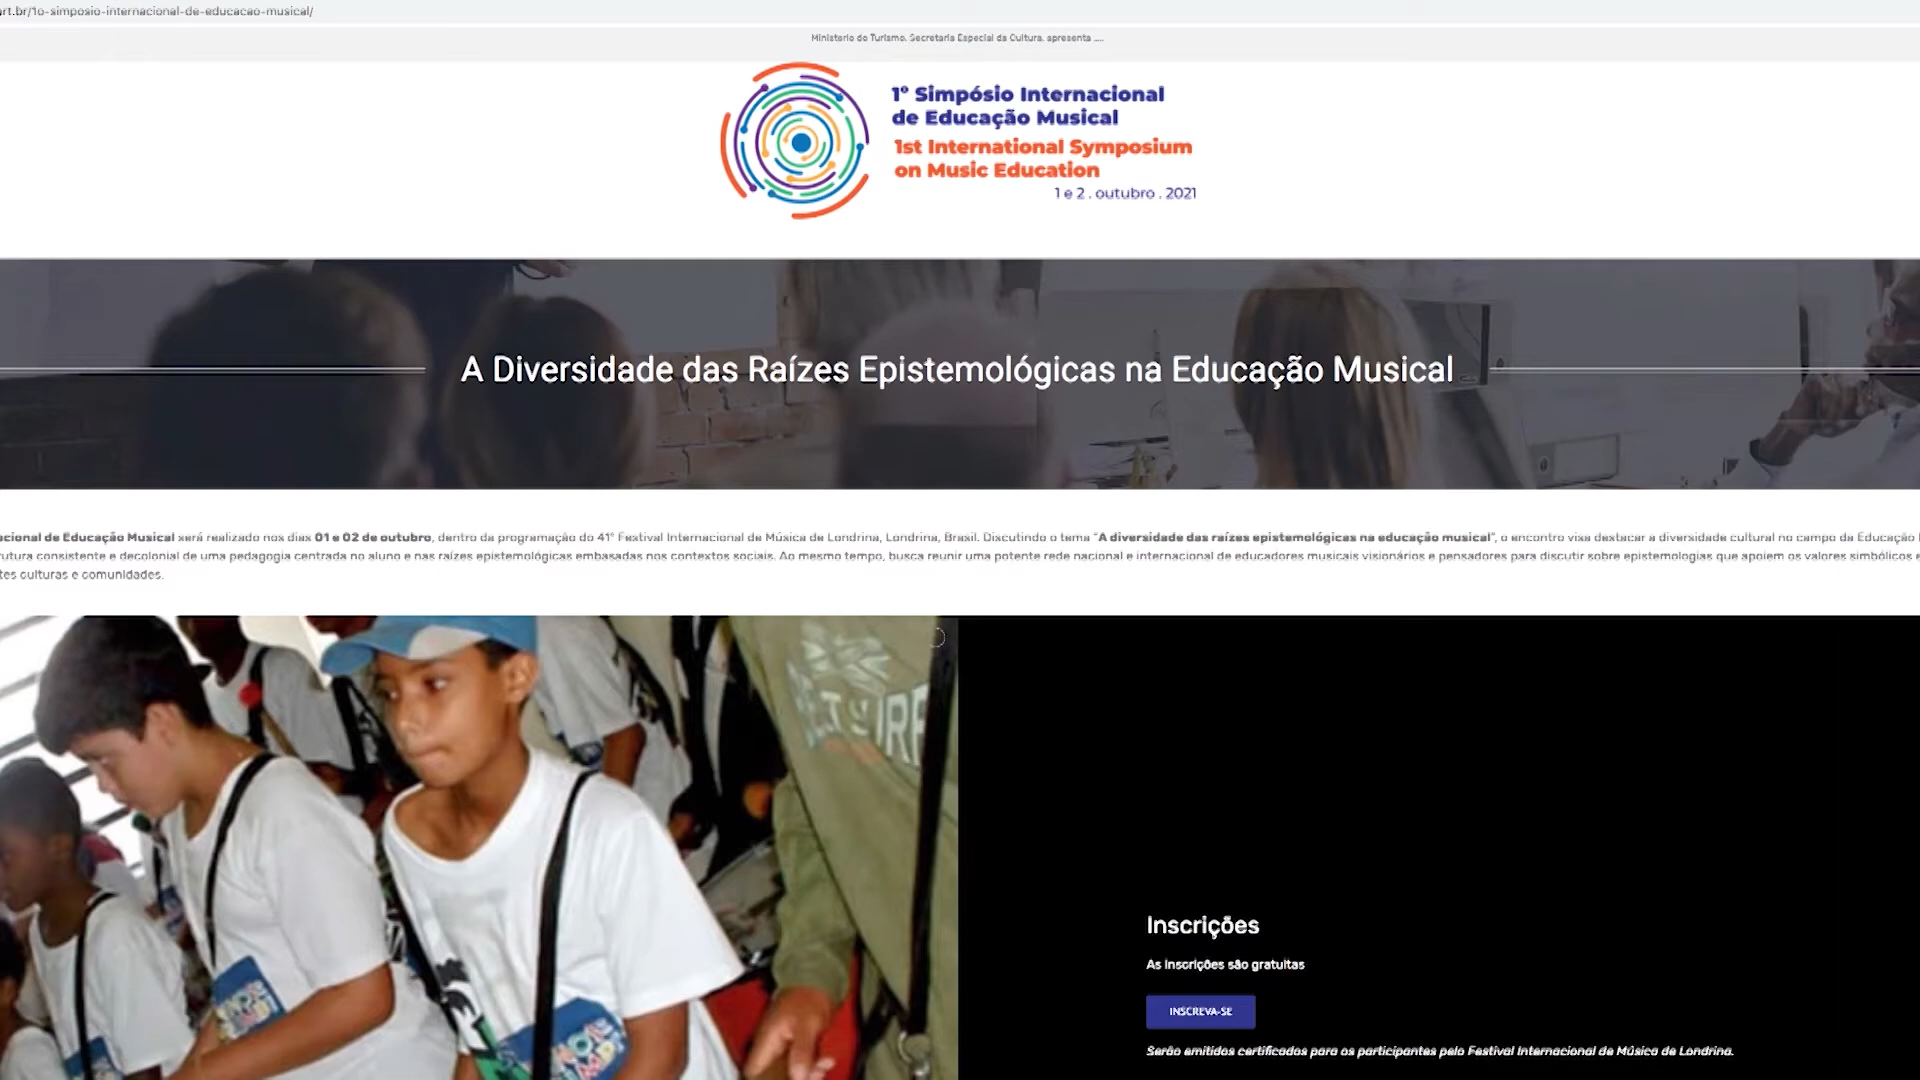 art.br/1o-simposio-internacional-de-educacao-musical/
Ministerio do Turismo, Secretaria Especial da Cultura, apresenta .....
1º Simpósio Internacional
de Educação Musical
1st International Symposium
on Music Education
1 e 2 . outubro . 2021
A Diversidade das Raízes Epistemológicas na Educação Musical
acional de Educação Musical será realizado nos dias 01 e 02 de outubro, dentro da programação do 41º Festival Internacional de Música de Londrina, Londrina, Brasil. Discutindo o tema "A diversidade das raízes epistemológicas na educação musical", o encontro visa destacar a diversidade cultural no campo da Educação
rutura consistente e decolonial de uma pedagogia centrada no aluno e nas raízes epistemológicas embasadas nos contextos sociais. Ao mesmo tempo, busca reunir uma potente rede nacional e internacional de educadores musicais visionários e pensadores para discutir sobre epistemologias que apoiem os valores simbólicos e
tes culturas e comunidades.
Inscrições
As inscrições são gratuitas
INSCREVA-SE
Serão emitidos certificados para os participantes pelo Festival Internacional de Música de Londrina.